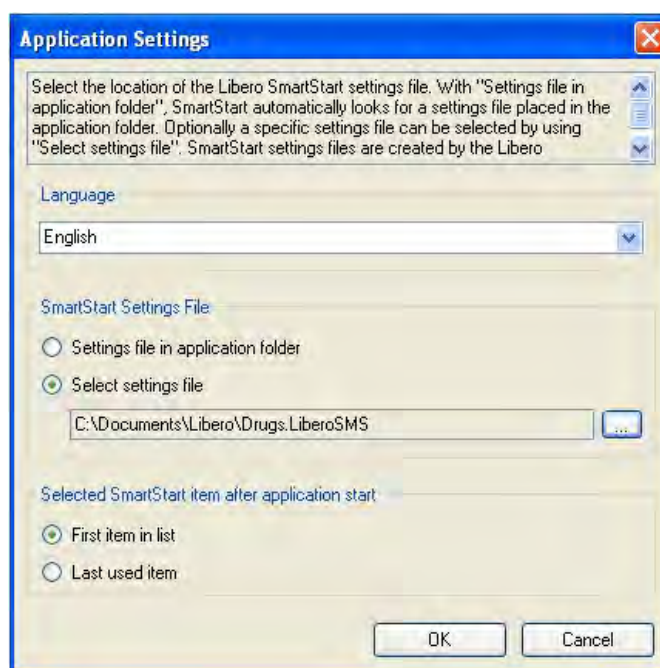 Application Settings
Select the location of the Libero SmartStart settings file. With "Settings file in
application folder", SmartStart automatically looks for a settings file placed in the
application folder. Optionally a specific settings file can be selected by using
"Select settings file". SmartStart settings files are created by the Libero
Language
English
SmartStart Settings File
Settings file in application folder
Select settings file
C:\Documents\Libero\Drugs.LiberoSMS
...
Selected SmartStart item after application start
First item in list
Last used item
OK
Cancel